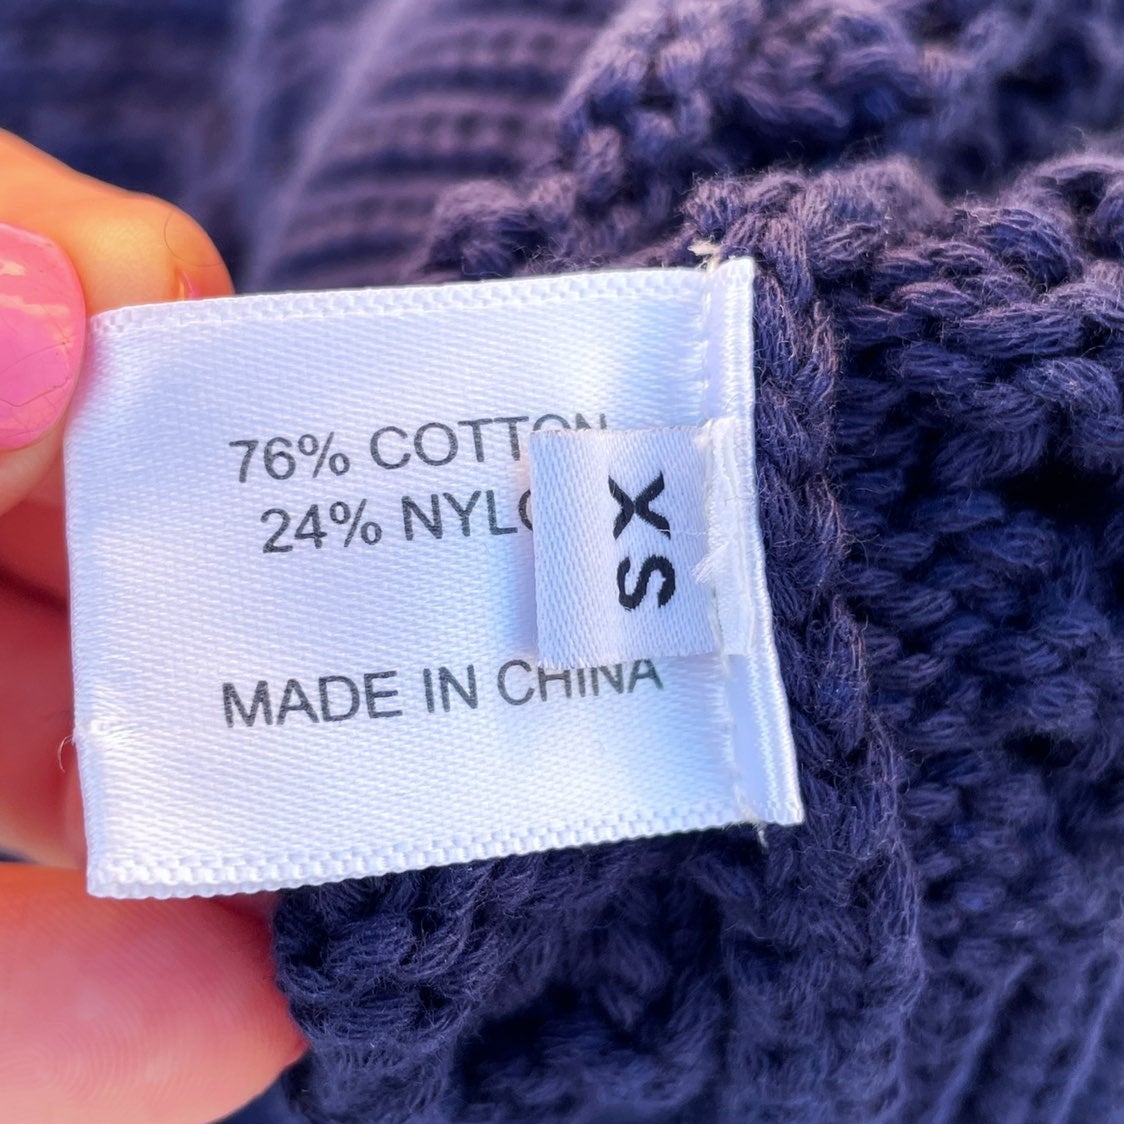 76% COTTON
24% NYLO
MADE IN CHINA
XS